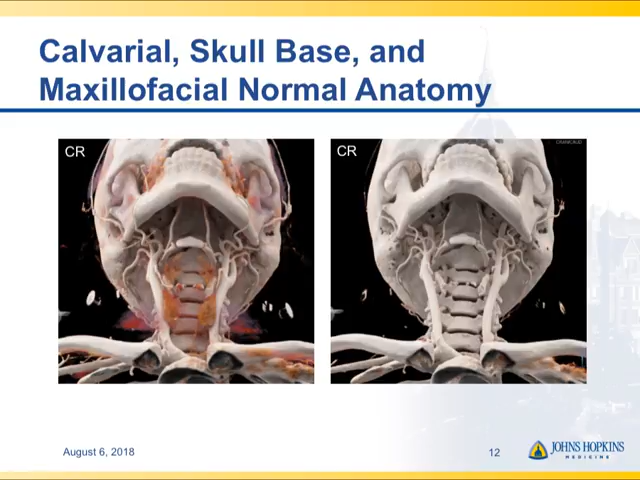 Calvarial, Skull Base, and
Maxillofacial Normal Anatomy
CR
CR
August 6, 2018
12
JOHNS HOPKINS
MEDICINE